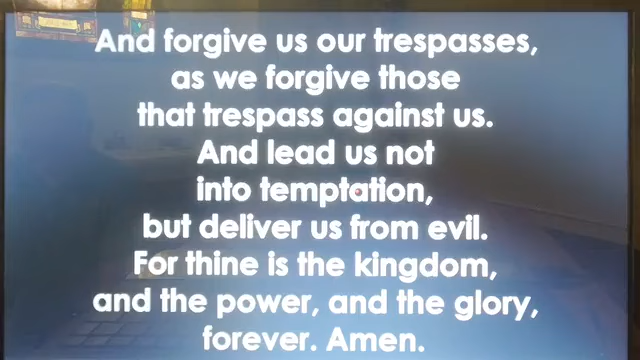 And forgive us our trespasses,
as we forgive those
that trespass against us.
And lead us not
into temptation,
but deliver us from evil.
For thine is the kingdom,
and the power, and the glory,
forever. Amen.